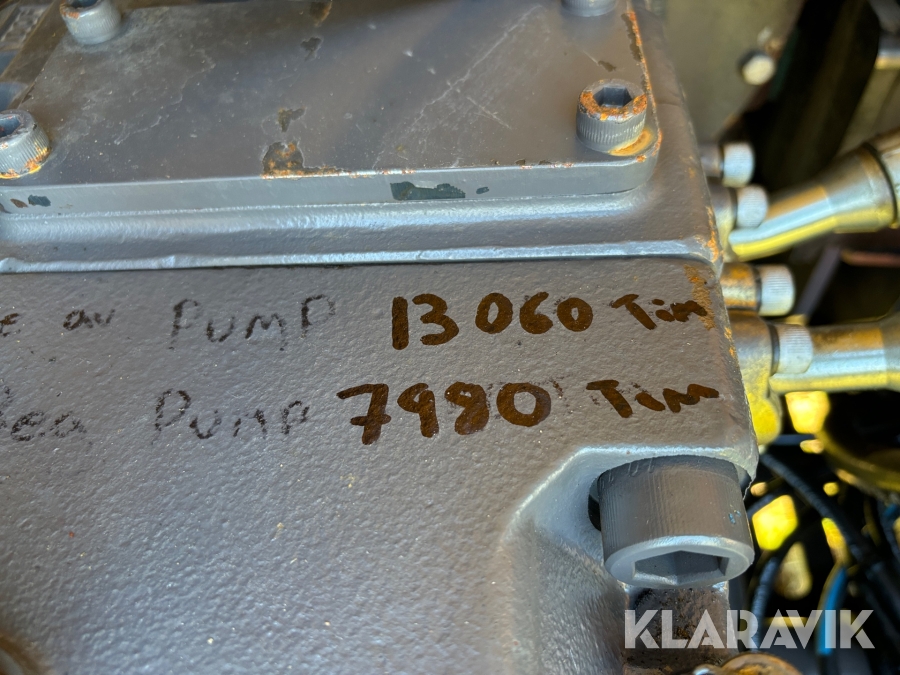 av PUMP 13060 Tim
Pump 7980 Tim
KLARAVIK